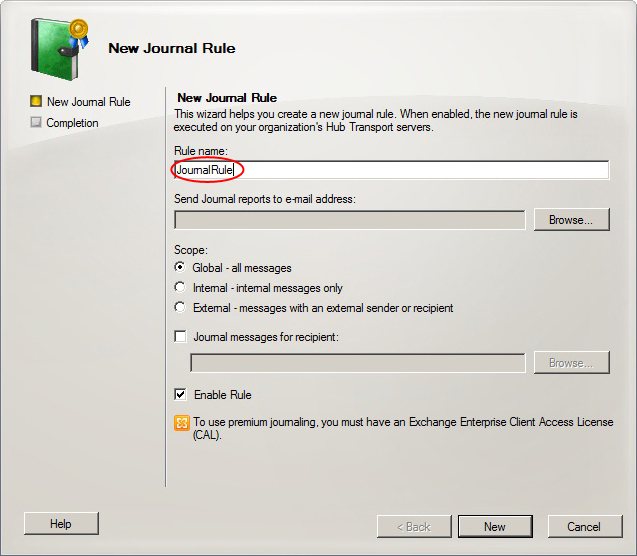 New Journal Rule
New Journal Rule
Completion
New Journal Rule
This wizard helps you create a new journal rule. When enabled, the new journal rule is
executed on your organization's Hub Transport servers.
Rule name:
JournalRule
Send Journal reports to e-mail address:
Browse...
Scope:
Global - all messages
Internal - internal messages only
External - messages with an external sender or recipient
Journal messages for recipient:
Browse...
Enable Rule
To use premium journaling, you must have an Exchange Enterprise Client Access License
(CAL).
Help
< Back
New
Cancel